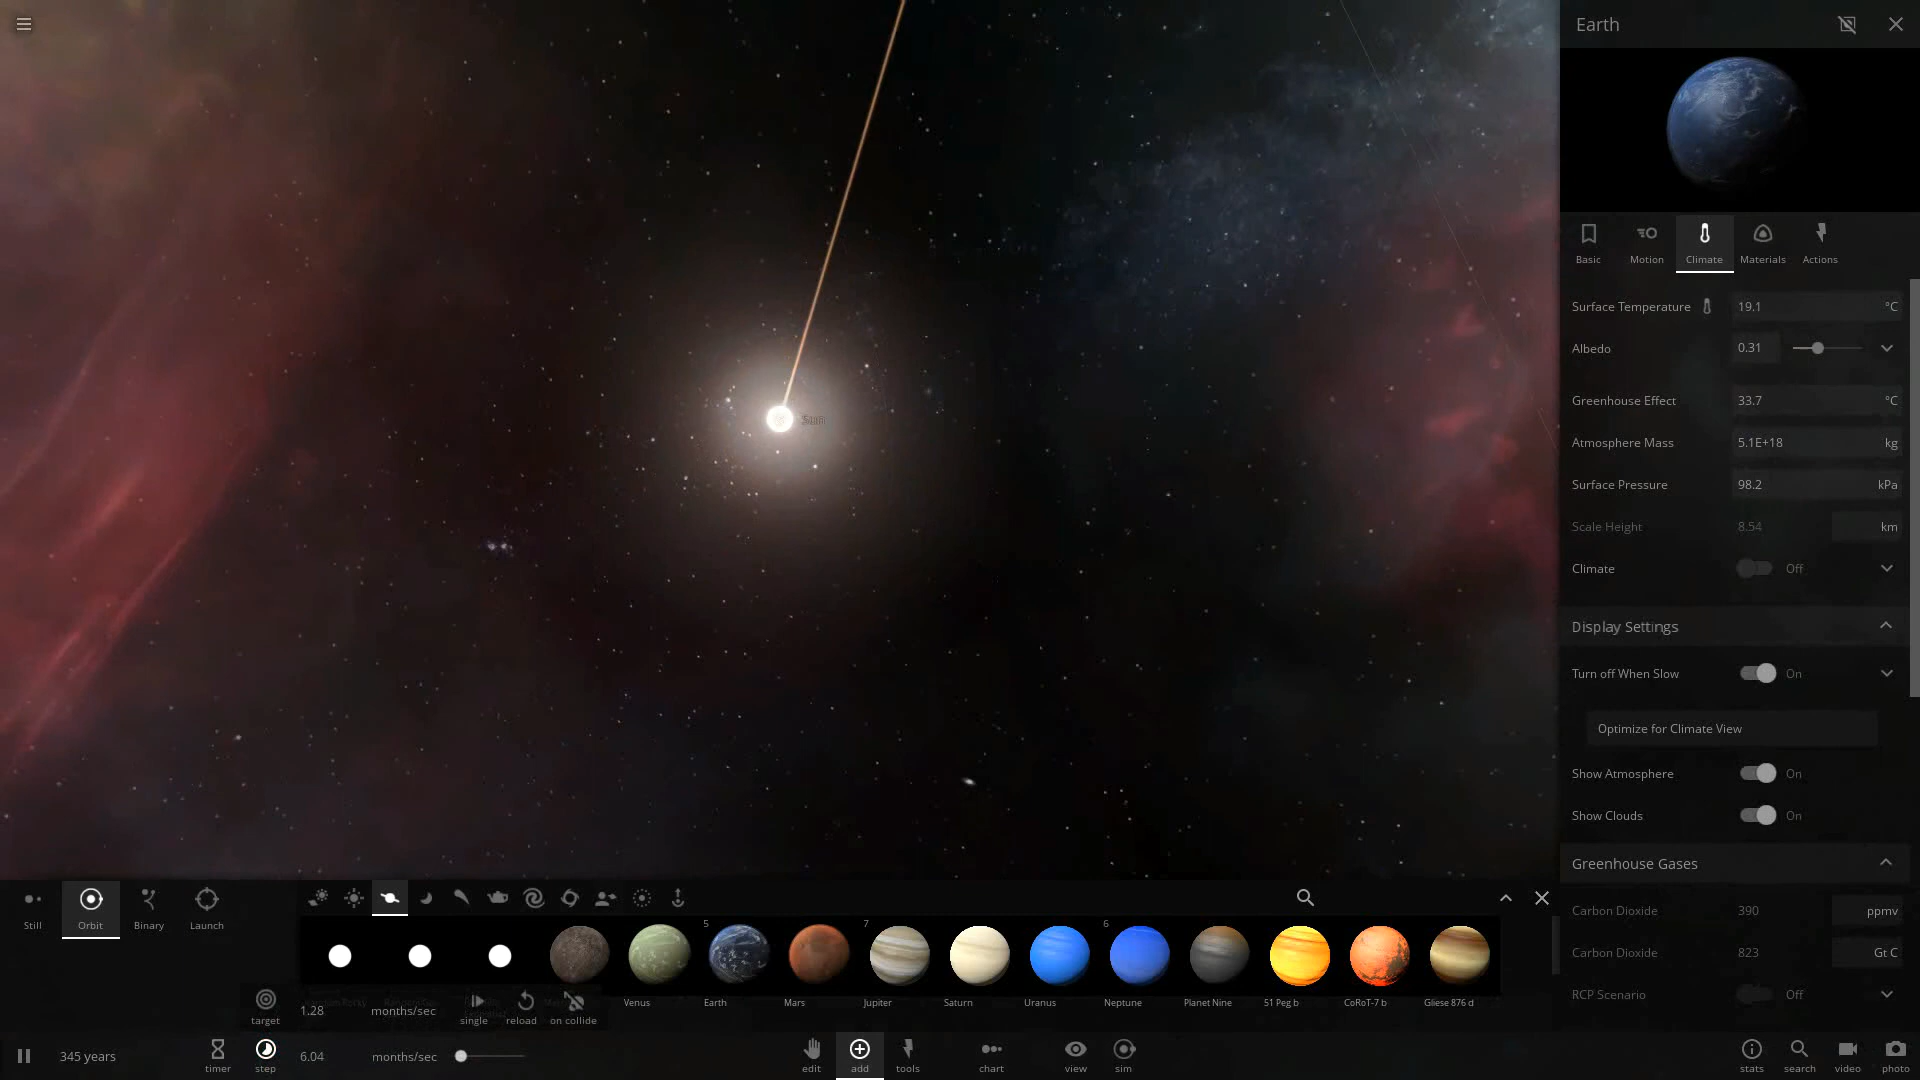 Earth
Sun
Basic
Motion
Climate
Materials
Actions
Surface Temperature 19.1 °C
Albedo 0.31
Greenhouse Effect 33.7 °C
Atmosphere Mass 5.1E+18 kg
Surface Pressure 98.2 kPa
Scale Height 8.54 km
Climate Off
Display Settings
Turn off When Slow On
Optimize for Climate View
Show Atmosphere On
Show Clouds On
Greenhouse Gases
Carbon Dioxide 390 ppmv
Carbon Dioxide 823 Gt C
RCP Scenario Off
Still
Orbit
Binary
Launch
5
7
6
Venus
Earth
Mars
Jupiter
Saturn
Uranus
Neptune
Planet Nine
51 Peg b
CoRoT-7 b
Gliese 876 d
target
1.28 months/sec
single
reload
on collide
345 years
timer
step
6.04 months/sec
edit
add
tools
chart
view
sim
stats
search
video
photo